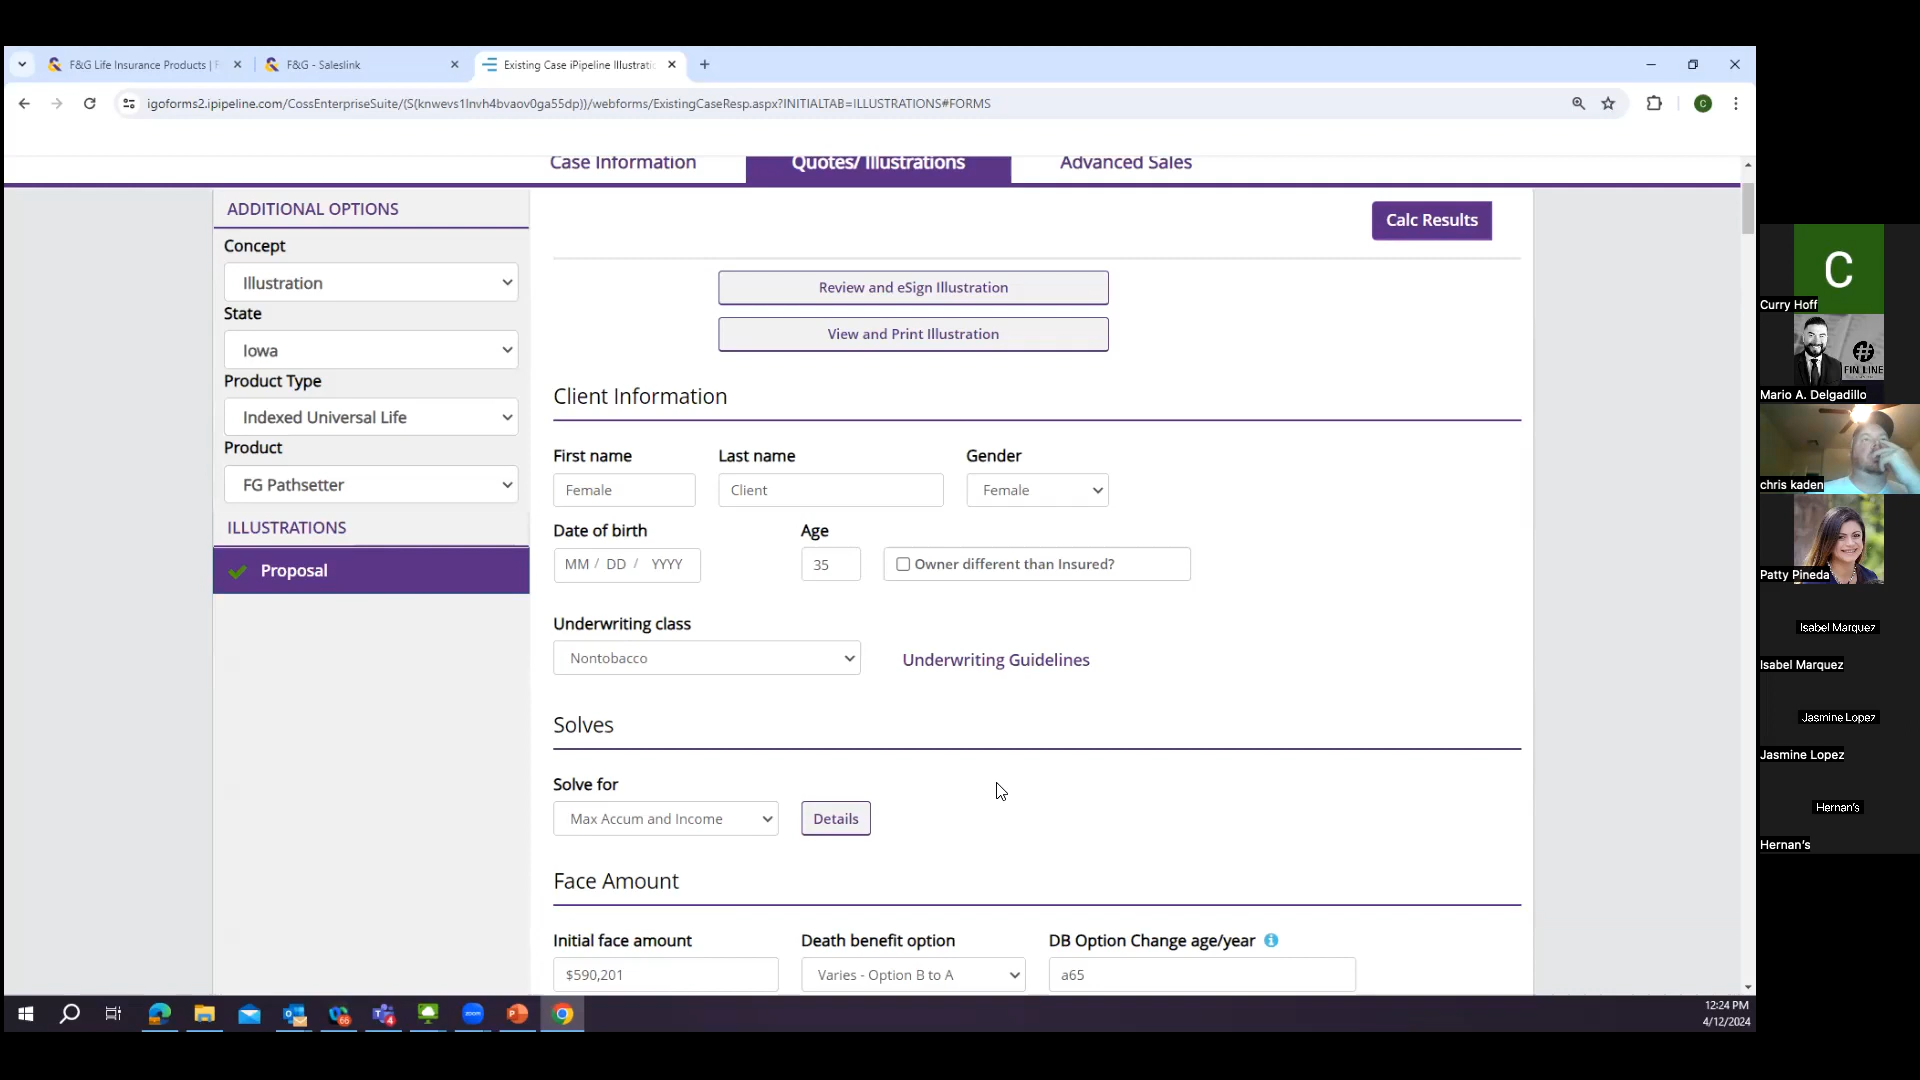 F&G Life Insurance Products | F
F&G - Saleslink
Existing Case iPipeline Illustratio
igoforms2.ipipeline.com/CossEnterpriseSuite/(S(knwevs1lnvh4bvaov0ga55dp))/webforms/ExistingCaseResp.aspx?INITIALTAB=ILLUSTRATIONS#FORMS
C
Case Information
Quotes/ Illustrations
Advanced Sales
ADDITIONAL OPTIONS
Concept
Illustration
State
Iowa
Product Type
Indexed Universal Life
Product
FG Pathsetter
ILLUSTRATIONS
Proposal
Calc Results
Review and eSign Illustration
View and Print Illustration
Client Information
First name
Last name
Gender
Female
Client
Female
Date of birth
Age
MM / DD / YYYY
35
Owner different than Insured?
Underwriting class
Nontobacco
Underwriting Guidelines
Solves
Solve for
Max Accum and Income
Details
Face Amount
Initial face amount
Death benefit option
DB Option Change age/year
$590,201
Varies - Option B to A
a65
12:24 PM
4/12/2024
C
Curry Hoff
FIN LINE
Mario A. Delgadillo
chris kaden
Patty Pineda
Isabel Marquez
Isabel Marquez
Jasmine Lopez
Jasmine Lopez
Hernan's
Hernan's